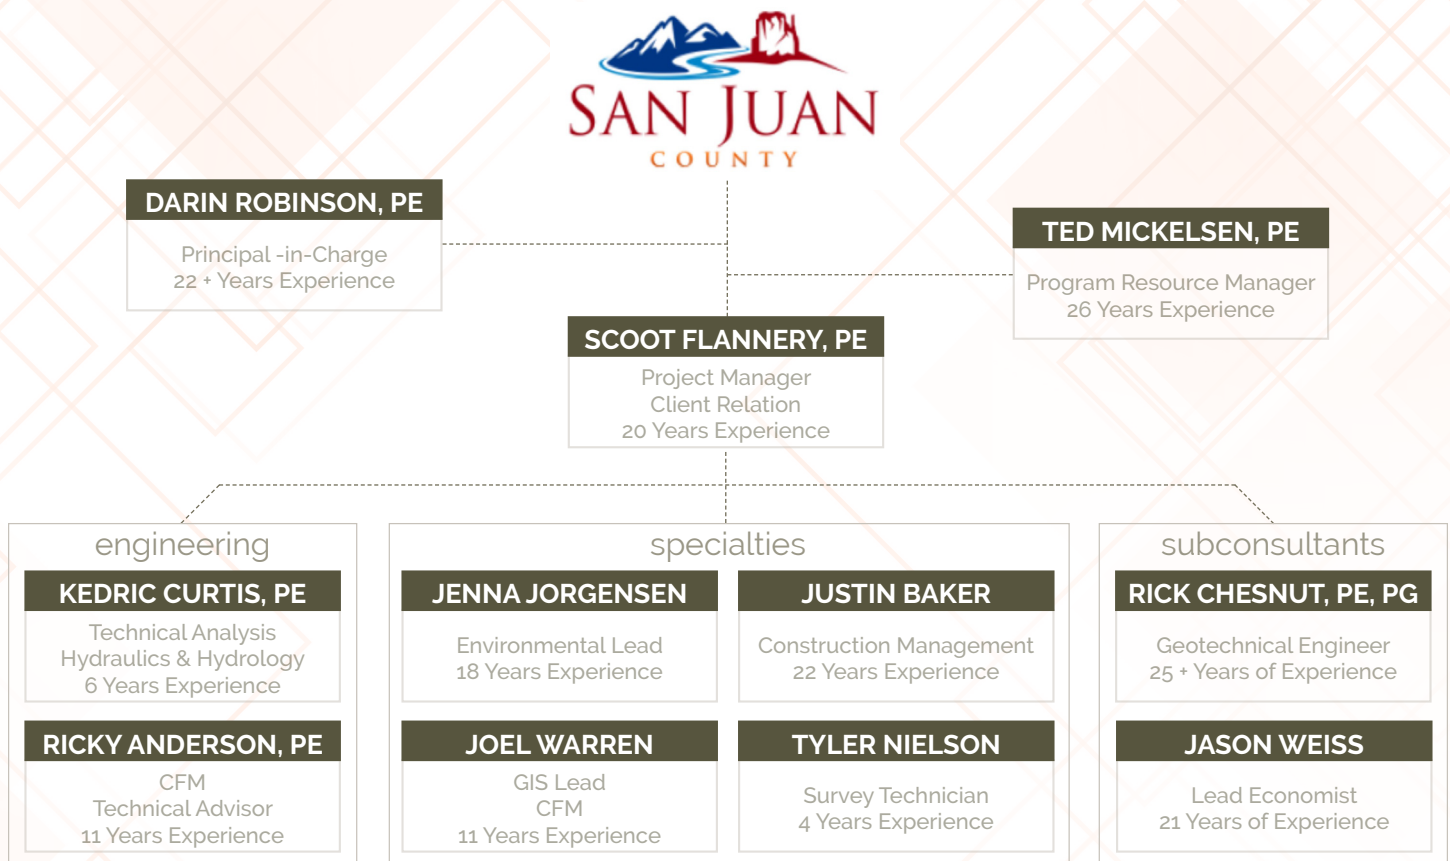 SAN JUAN
COUNTY
DARIN ROBINSON, PE
Principal -in-Charge
22 + Years Experience
TED MICKELSEN, PE
Program Resource Manager
26 Years Experience
SCOOT FLANNERY, PE
Project Manager
Client Relation
20 Years Experience
engineering
KEDRIC CURTIS, PE
Technical Analysis
Hydraulics & Hydrology
6 Years Experience
RICKY ANDERSON, PE
CFM
Technical Advisor
11 Years Experience
specialties
JENNA JORGENSEN
Environmental Lead
18 Years Experience
JUSTIN BAKER
Construction Management
22 Years Experience
JOEL WARREN
GIS Lead
CFM
11 Years Experience
TYLER NIELSON
Survey Technician
4 Years Experience
subconsultants
RICK CHESNUT, PE, PG
Geotechnical Engineer
25 + Years of Experience
JASON WEISS
Lead Economist
21 Years of Experience